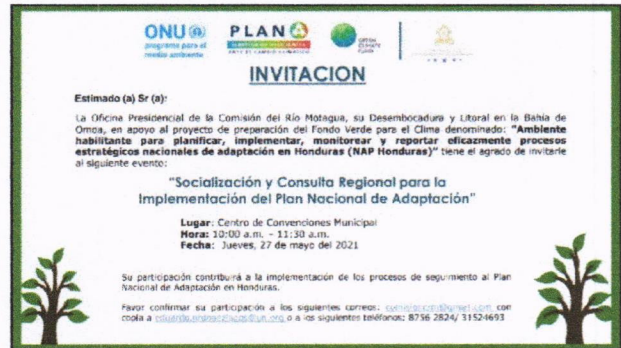 ONU
programa para el
medio ambiente
PLAN A
GREEN
CLIMATE
FUND
INVITACION
Estimado (a) Sr (a):
La Oficina Presidencial de la Comisión del Río Motagua, su Desembocadura y Litoral en la Bahía de
Omoa, en apoyo al proyecto de preparación del Fondo Verde para el Clima denominado: "Ambiente
habilitante para planificar, implementar, monitorear y reportar eficazmente procesos
estratégicos nacionales de adaptación en Honduras (NAP Honduras)" tiene el agrado de invitarle
al siguiente evento:
"Socialización y Consulta Regional para la
Implementación del Plan Nacional de Adaptación"
Lugar: Centro de Convenciones Municipal
Hora: 10:00 a.m. - 11:30 a.m.
Fecha: Jueves, 27 de mayo del 2021
Su participación contribuirá a la implementación de los procesos de seguimiento al Plan
Nacional de Adaptación en Honduras.
Favor confirmar su participación a los siguientes correos: con
copia a o a los siguientes teléfonos: 8756 2824/ 31524693